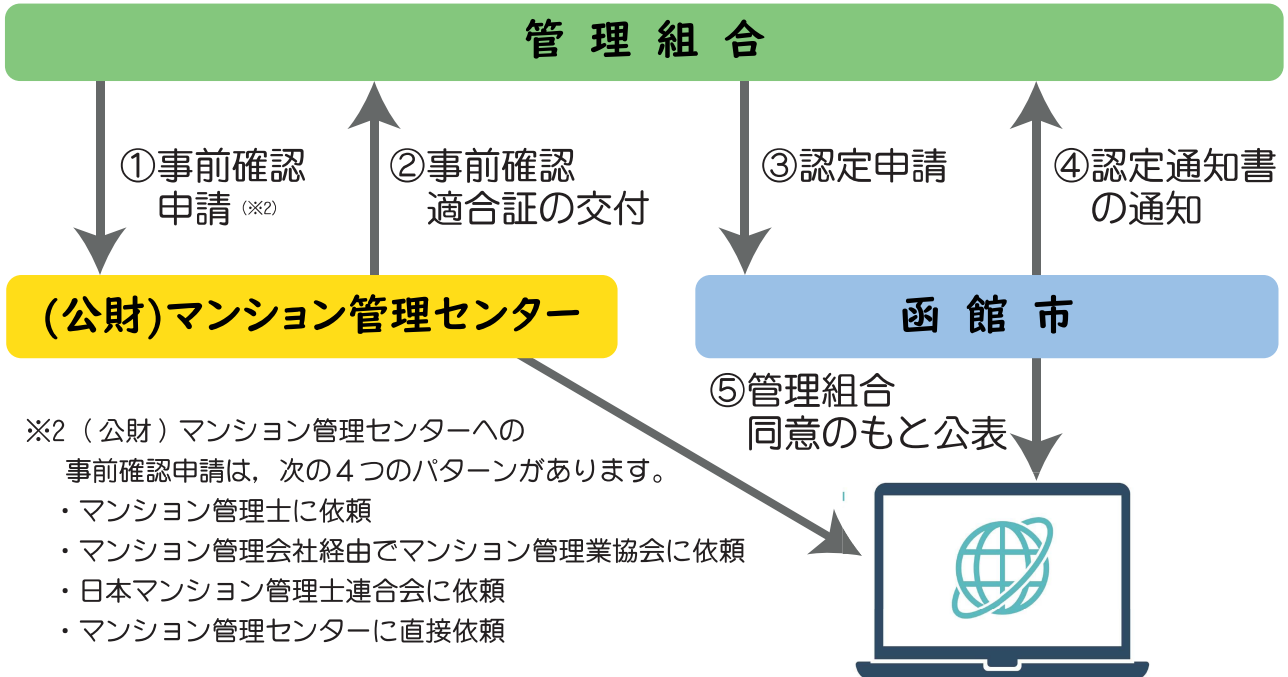 管理組合
①事前確認
申請(※2)
②事前確認
適合証の交付
③認定申請
④認定通知書
の通知
(公財)マンション管理センター
函館市
⑤管理組合
同意のもと公表
※2(公財)マンション管理センターへの
事前確認申請は，次の４つのパターンがあります。
・マンション管理士に依頼
・マンション管理会社経由でマンション管理業協会に依頼
・日本マンション管理士連合会に依頼
・マンション管理センターに直接依頼